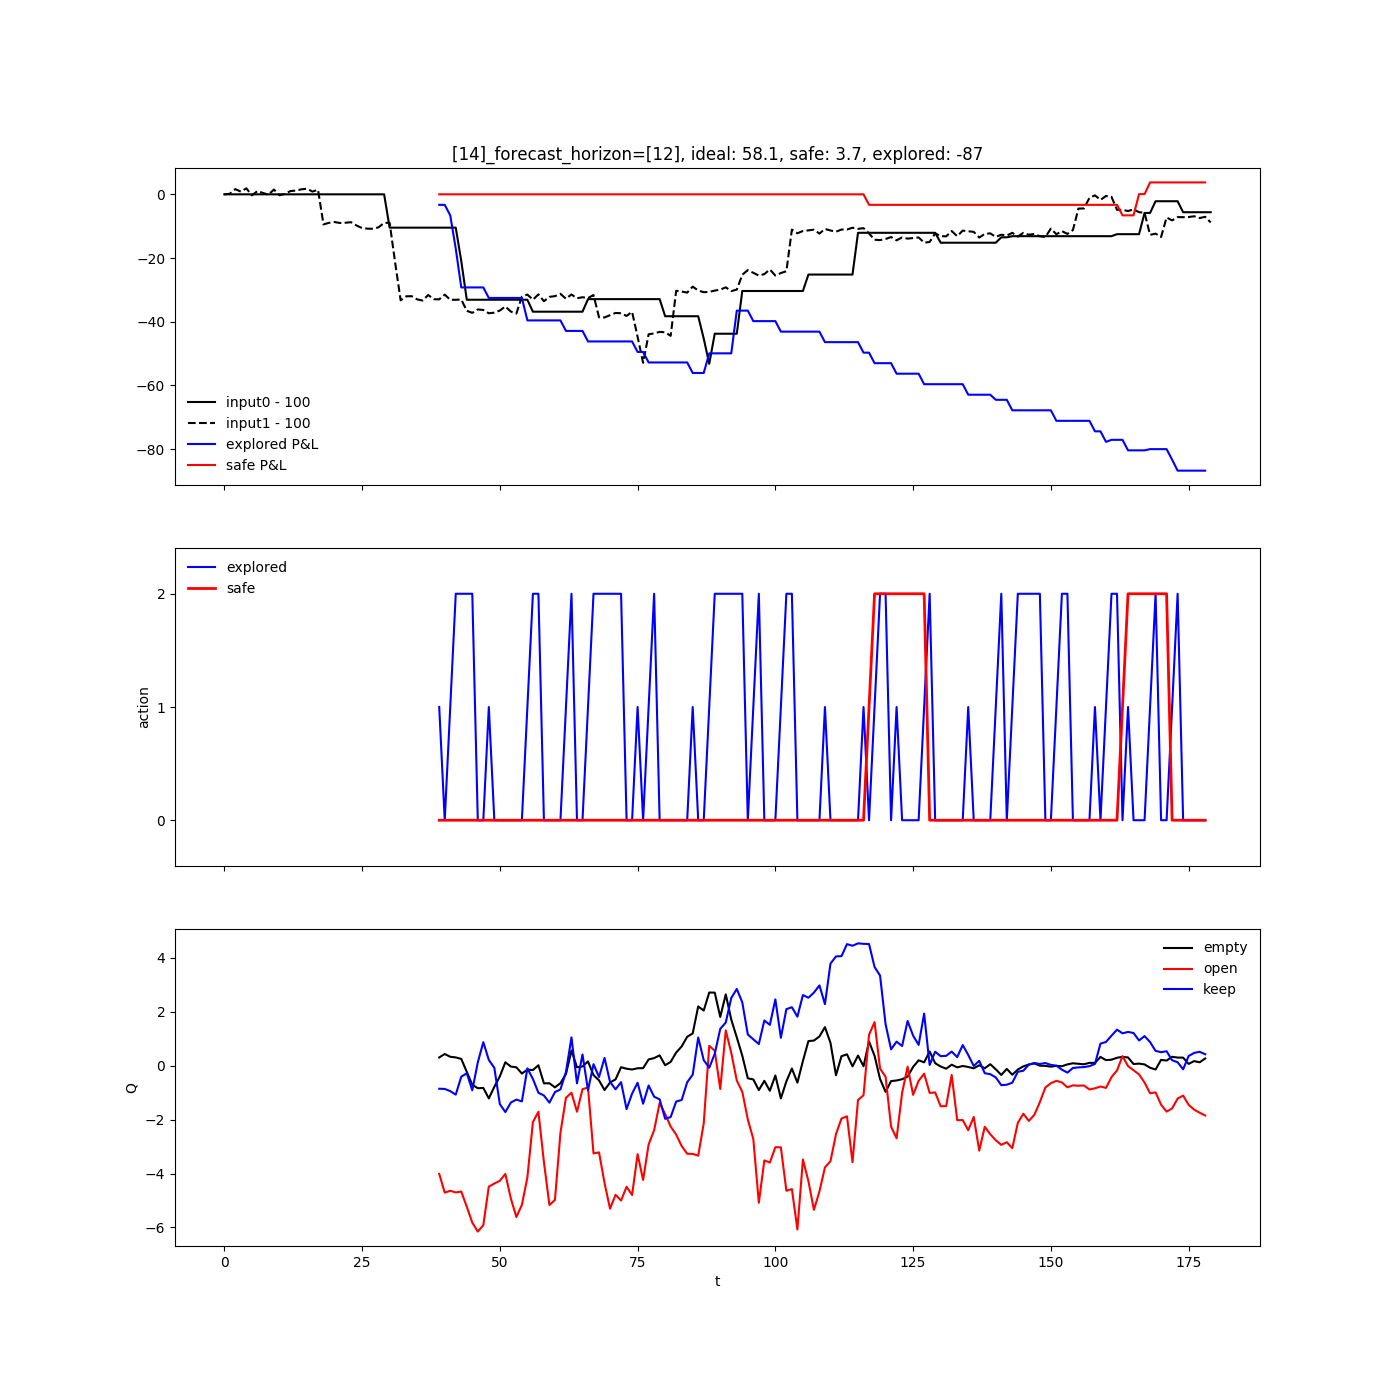 [14]_forecast_horizon=[12], ideal: 58.1, safe: 3.7, explored: -87
0
−20
−40
−60
−80
input0 - 100
input1 - 100
explored P&L
safe P&L
explored
safe
2
1
0
action
empty
open
keep
4
2
0
−2
−4
−6
Q
0 25 50 75 100 125 150 175
t